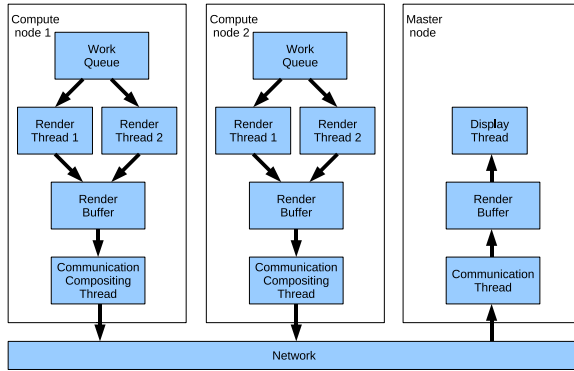 Compute
node 1
Work
Queue
Render
Thread 1
Render
Thread 2
Render
Buffer
Communication
Compositing
Thread
Compute
node 2
Work
Queue
Render
Thread 1
Render
Thread 2
Render
Buffer
Communication
Compositing
Thread
Master
node
Display
Thread
Render
Buffer
Communication
Thread
Network